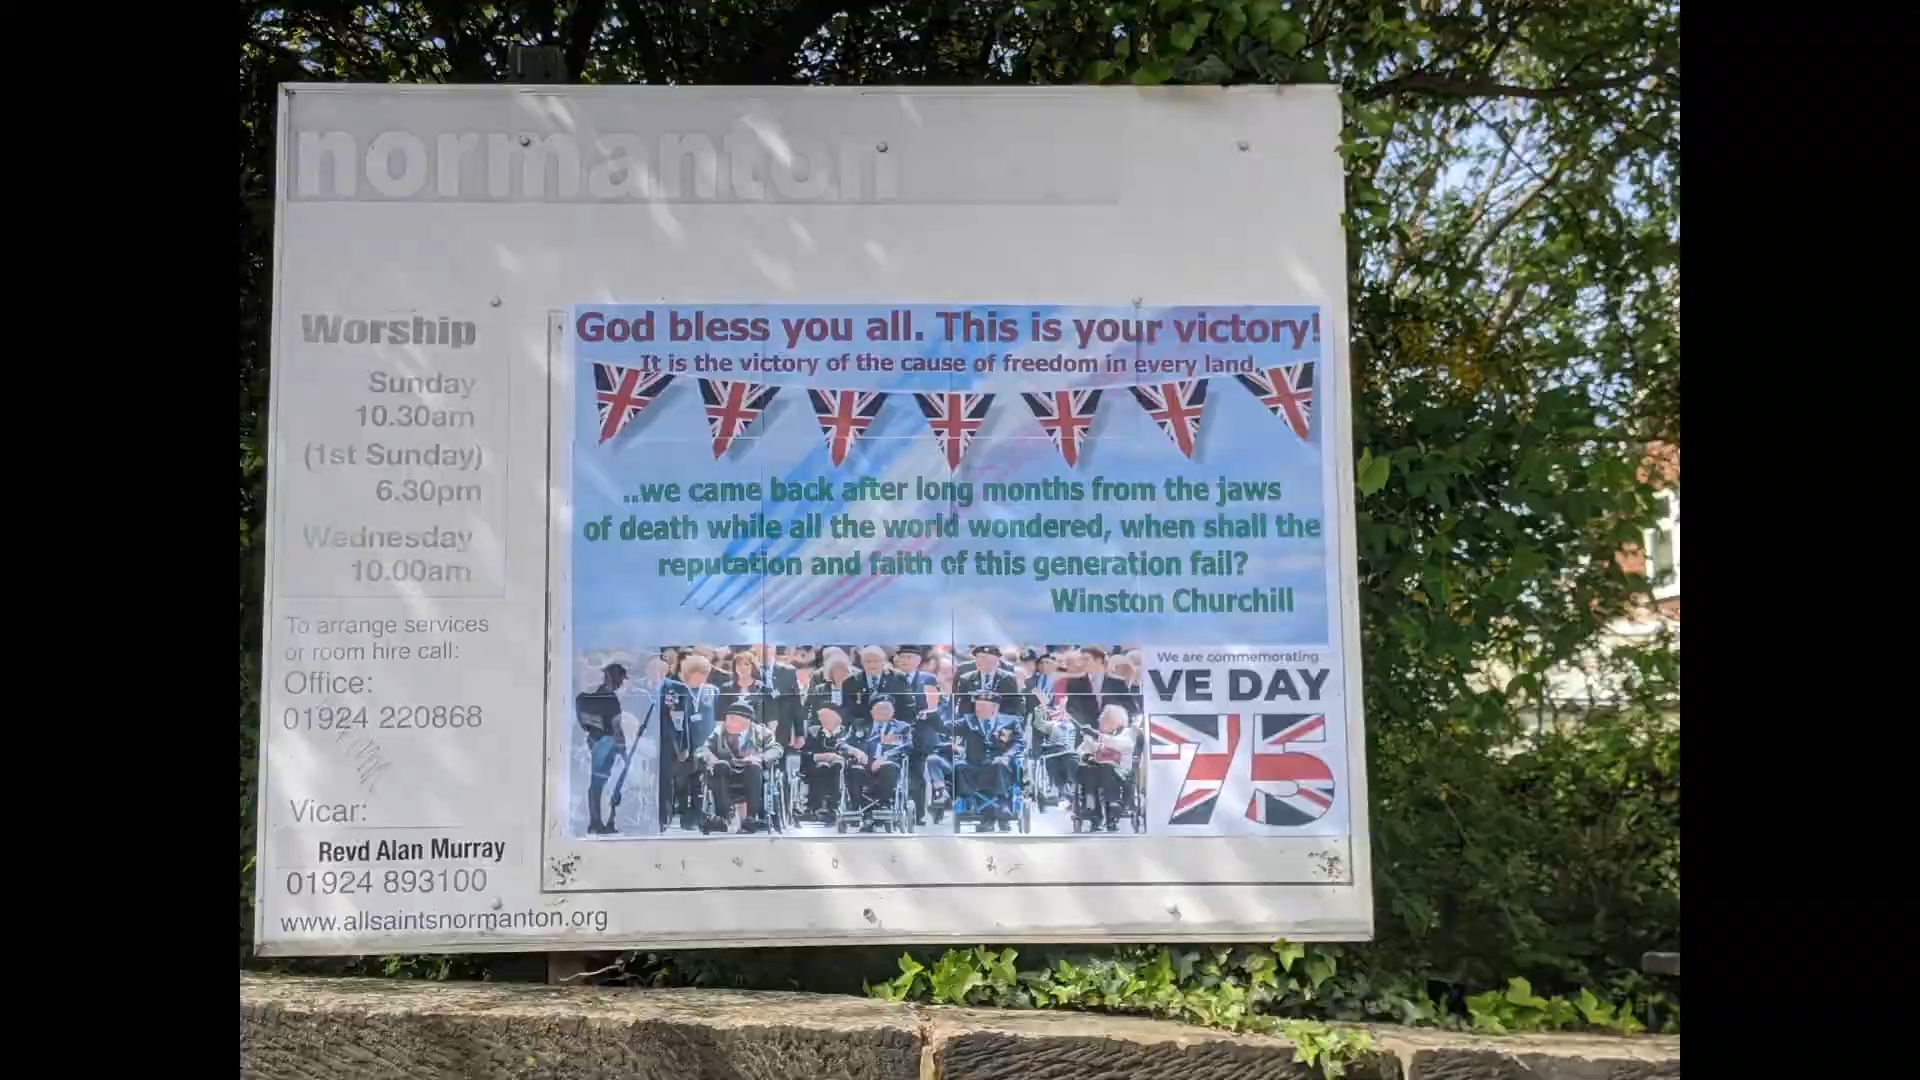 normanton
Worship
Sunday
10.30am
(1st Sunday)
6.30pm
Wednesday
10.00am
To arrange services
or room hire call:
Office:
01924 220868
Vicar:
Revd Alan Murray
01924 893100
www.allsaintsnormanton.org
God bless you all. This is your victory!
It is the victory of the cause of freedom in every land.
..we came back after long months from the jaws
of death while all the world wondered, when shall the
reputation and faith of this generation fail?
Winston Churchill
We are commemorating
VE DAY
75